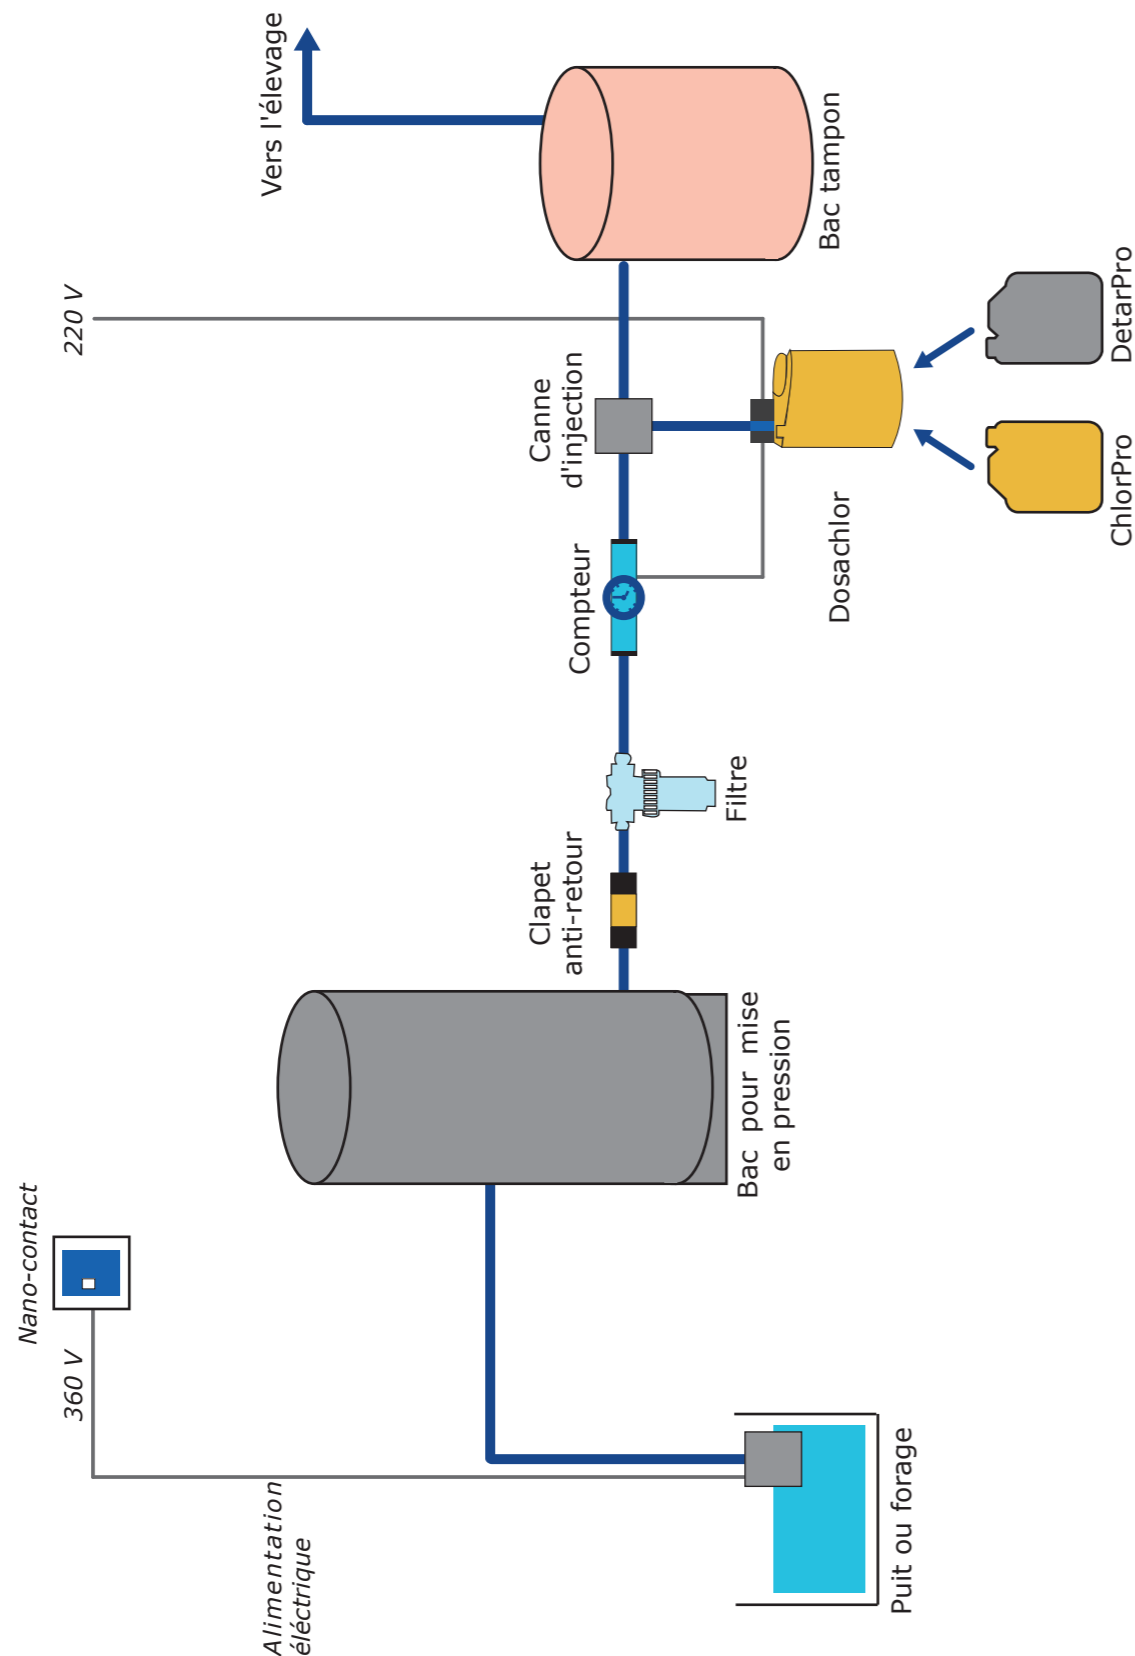 Nano-contact
360 V
Alimentation
éléctrique
Puit ou forage
Bac pour mise
en pression
Clapet
anti-retour
Filtre
Compteur
Canne
d'injection
Dosachlor
220 V
ChlorPro
DetarPro
Bac tampon
Vers l'élevage